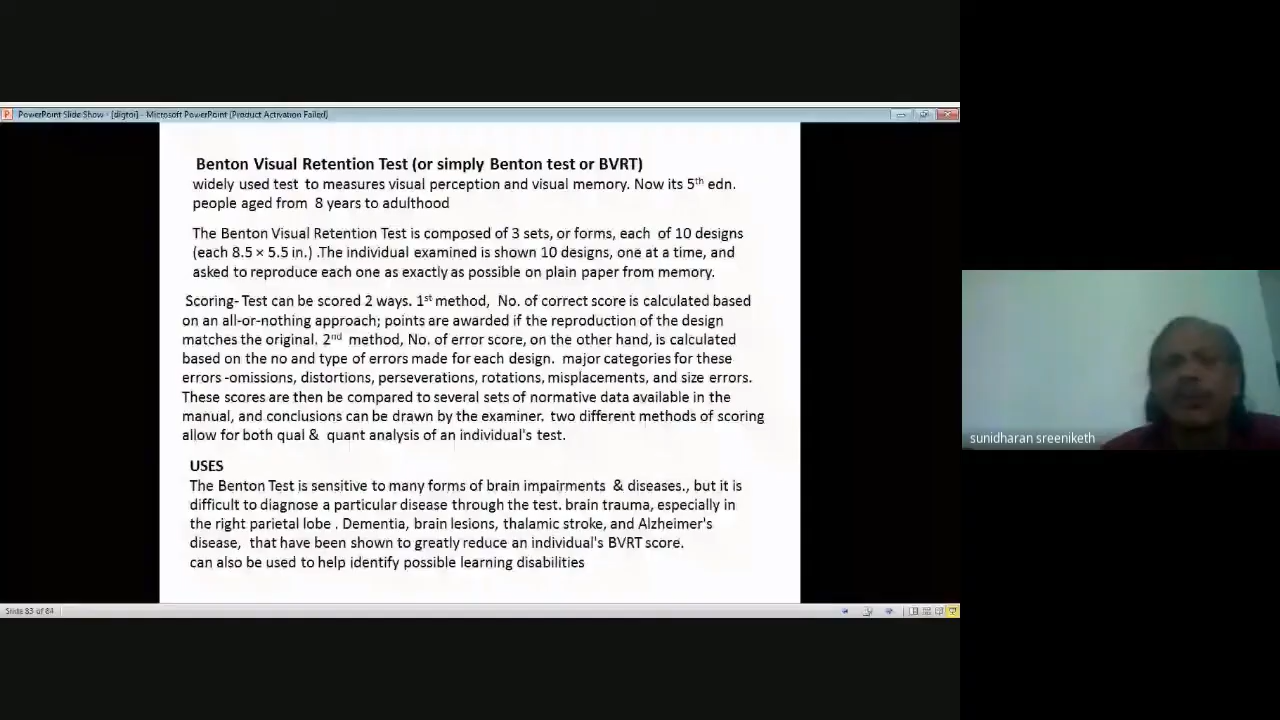 PowerPoint Slide Show - [digtoi] - Microsoft PowerPoint (Product Activation Failed)
Benton Visual Retention Test (or simply Benton test or BVRT)
widely used test to measures visual perception and visual memory. Now its 5th edn.
people aged from 8 years to adulthood
The Benton Visual Retention Test is composed of 3 sets, or forms, each of 10 designs
(each 8.5 × 5.5 in.) .The individual examined is shown 10 designs, one at a time, and
asked to reproduce each one as exactly as possible on plain paper from memory.
Scoring- Test can be scored 2 ways. 1st method, No. of correct score is calculated based
on an all-or-nothing approach; points are awarded if the reproduction of the design
matches the original. 2nd method, No. of error score, on the other hand, is calculated
based on the no and type of errors made for each design. major categories for these
errors -omissions, distortions, perseverations, rotations, misplacements, and size errors.
These scores are then be compared to several sets of normative data available in the
manual, and conclusions can be drawn by the examiner. two different methods of scoring
allow for both qual & quant analysis of an individual's test.
USES
The Benton Test is sensitive to many forms of brain impairments & diseases., but it is
difficult to diagnose a particular disease through the test. brain trauma, especially in
the right parietal lobe . Dementia, brain lesions, thalamic stroke, and Alzheimer's
disease, that have been shown to greatly reduce an individual's BVRT score.
can also be used to help identify possible learning disabilities
Slide 83 of 84
sunidharan sreeniketh